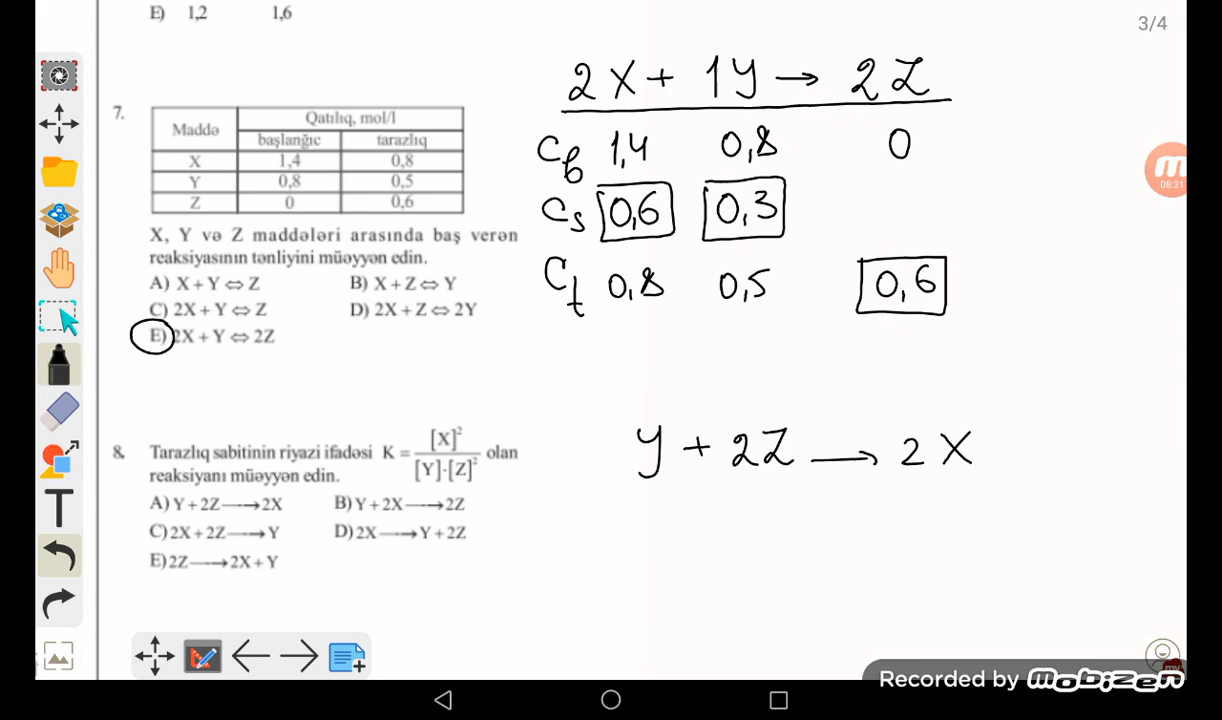 E) 1,2 1,6
3/4
7.
Maddə Qatılıq, mol/l
başlanğıc tarazlıq
X 1,4 0,8
Y 0,8 0,5
Z 0 0,6
X, Y və Z maddələri arasında baş verən
reaksiyasının tənliyini müəyyən edin.
A) X + Y ⇔ Z B) X + Z ⇔ Y
C) 2X + Y ⇔ Z D) 2X + Z ⇔ 2Y
E) 2X + Y ⇔ 2Z
2X + 1Y → 2Z
Cb 1,4 0,8 0
Cs 0,6 0,3
Ct 0,8 0,5 0,6
8. Tarazlıq sabitinin riyazi ifadəsi K = [X]² / [Y]·[Z]² olan
reaksiyanı müəyyən edin.
A) Y + 2Z → 2X B) Y + 2X → 2Z
C) 2X + 2Z → Y D) 2X → Y + 2Z
E) 2Z → 2X + Y
Y + 2Z → 2X
T
m
08:31
Recorded by mobizen